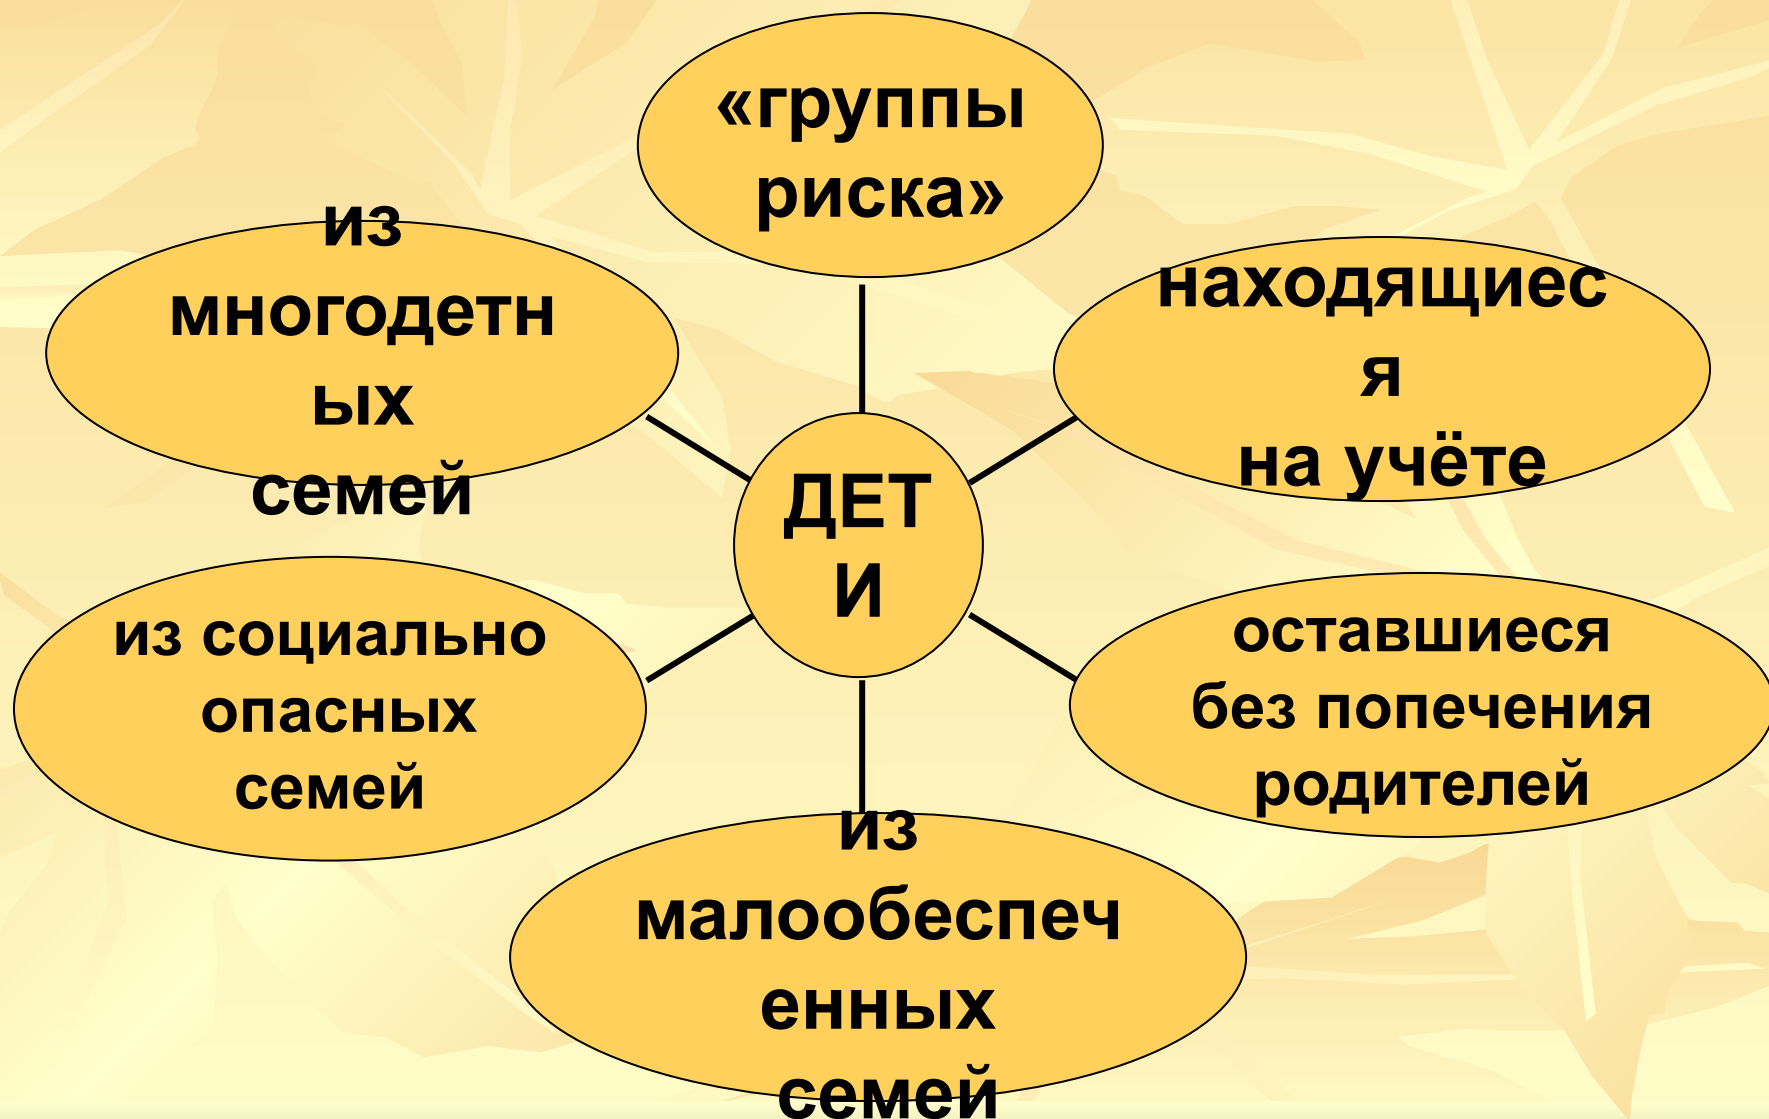 «группы
риска»
из
многодетн
ых
семей
находящиес
я
на учёте
ДЕТ
И
из социально
опасных
семей
оставшиеся
без попечения
родителей
из
малообеспеч
енных
семей